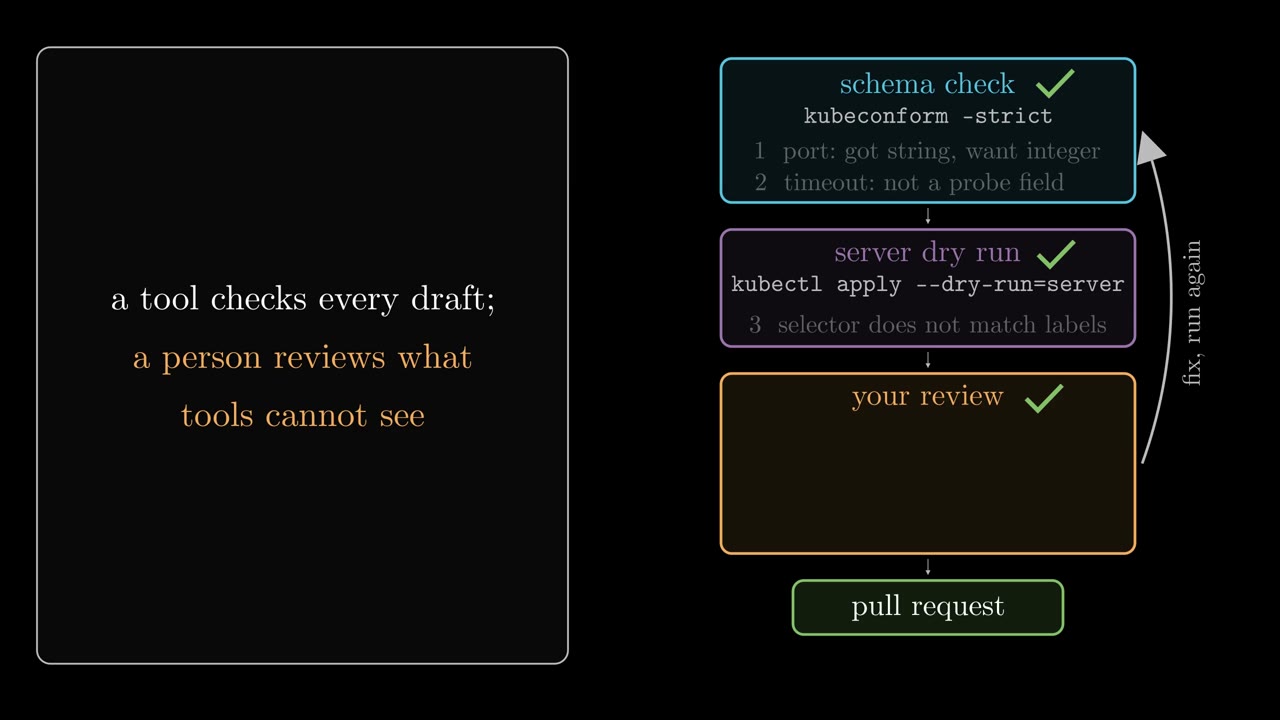 a tool checks every draft;
a person reviews what
tools cannot see
schema check
kubeconform -strict
1 port: got string, want integer
2 timeout: not a probe field
server dry run
kubectl apply --dry-run=server
3 selector does not match labels
your review
pull request
fix, run again